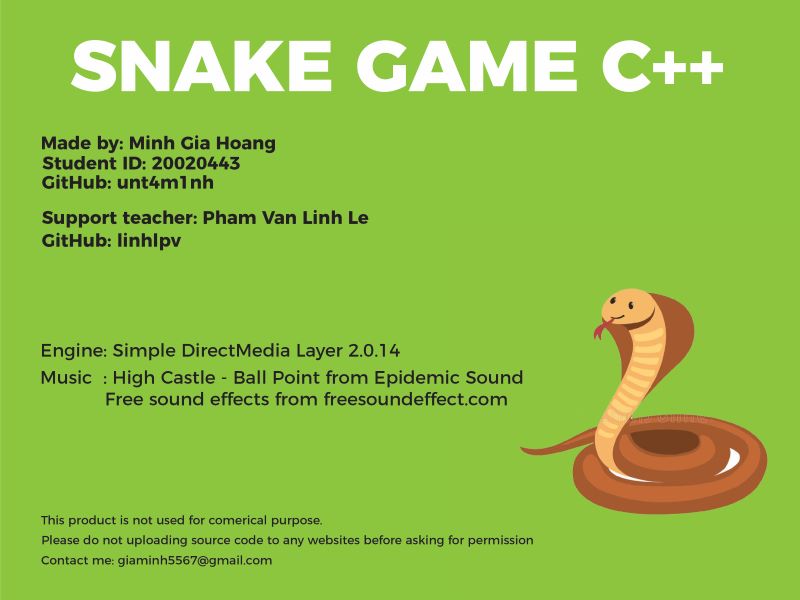 SNAKE GAME C++
Made by: Minh Gia Hoang
Student ID: 20020443
GitHub: unt4m1nh
Support teacher: Pham Van Linh Le
GitHub: linhlpv
Engine: Simple DirectMedia Layer 2.0.14
Music : High Castle - Ball Point from Epidemic Sound
Free sound effects from freesoundeffect.com
This product is not used for comerical purpose.
Please do not uploading source code to any websites before asking for permission
Contact me: giaminh5567@gmail.com